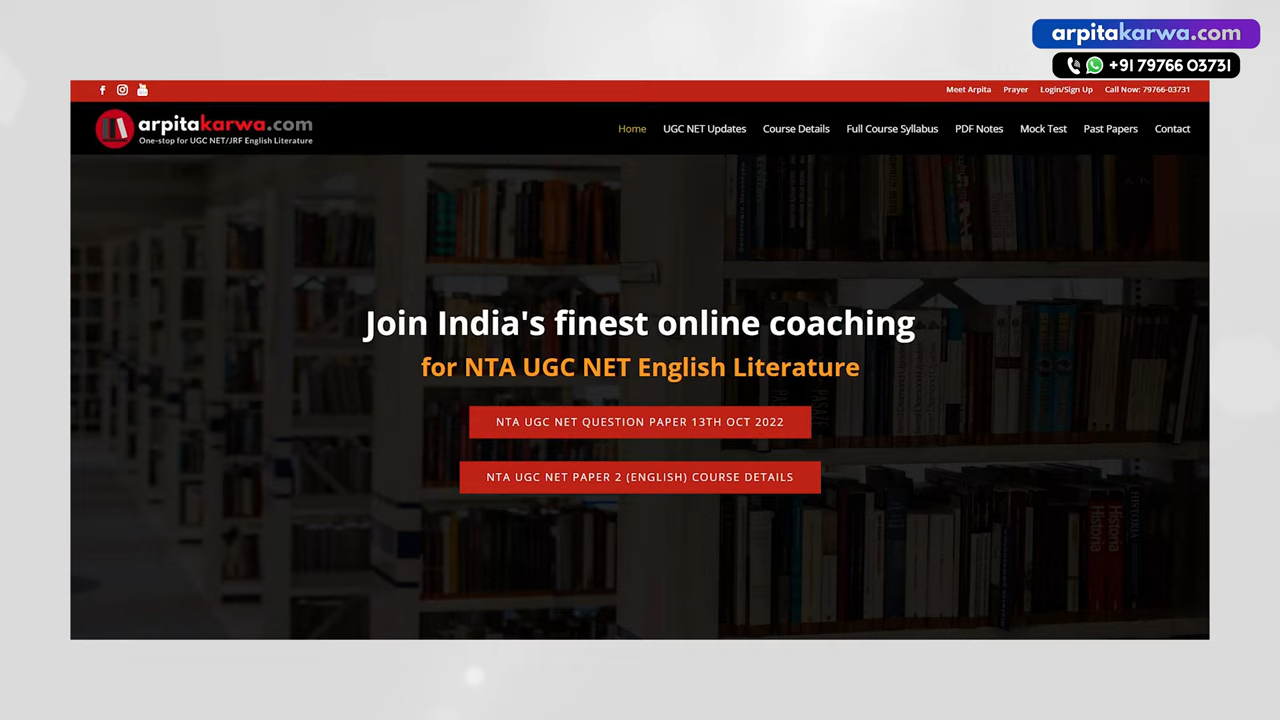 arpitakarwa.com
+91 79766 03731
Meet Arpita Prayer Login/Sign Up Call Now: 79766-03731
arpitakarwa.com
One-stop for UGC NET/JRF English Literature
Home UGC NET Updates Course Details Full Course Syllabus PDF Notes Mock Test Past Papers Contact
Join India's finest online coaching
for NTA UGC NET English Literature
NTA UGC NET QUESTION PAPER 13TH OCT 2022
NTA UGC NET PAPER 2 (ENGLISH) COURSE DETAILS
Historia
Historia